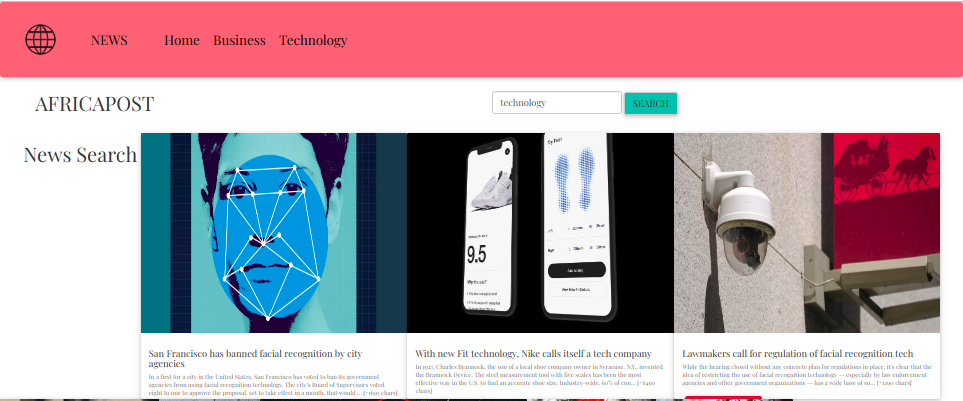 NEWS Home Business Technology
AFRICAPOST
technology
SEARCH
News Search
9.5
San Francisco has banned facial recognition by city
agencies
In a first for a city in the United States, San Francisco has voted to ban its government
agencies from using facial recognition technology. The city's Board of Supervisors voted
right to one to approve the proposal, set to take effect in a month, that would
With new Fit technology, Nike calls itself a tech company
In 1927, Charles Brannock, the son of a local shoe company owner in Syracuse, N.Y., invented
the Brannock Device. The steel measurement tool with five scales has been the most
effective way in the U.S. to find an accurate shoe size. Industry-wide, 60% of con… [+6490
chars]
Lawmakers call for regulation of facial recognition tech
While the hearing closed without any concrete plan for regulations in place, it's clear that the
idea of restricting the use of facial recognition technology — especially by law enforcement
agencies and other government organizations — has a wide base of su… [+1290 chars]